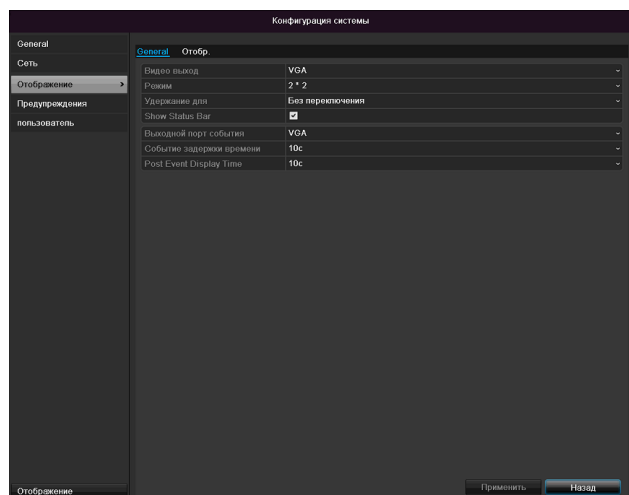 Конфигурация системы
General
Сеть
Отображение
Предупреждения
пользователь
General Отобр.
Видео выход VGA
Режим 2 * 2
Удержание для Без переключения
Show Status Bar
Выходной порт события VGA
Событие задержки времени 10с
Post Event Display Time 10с
Отображение
Применить Назад